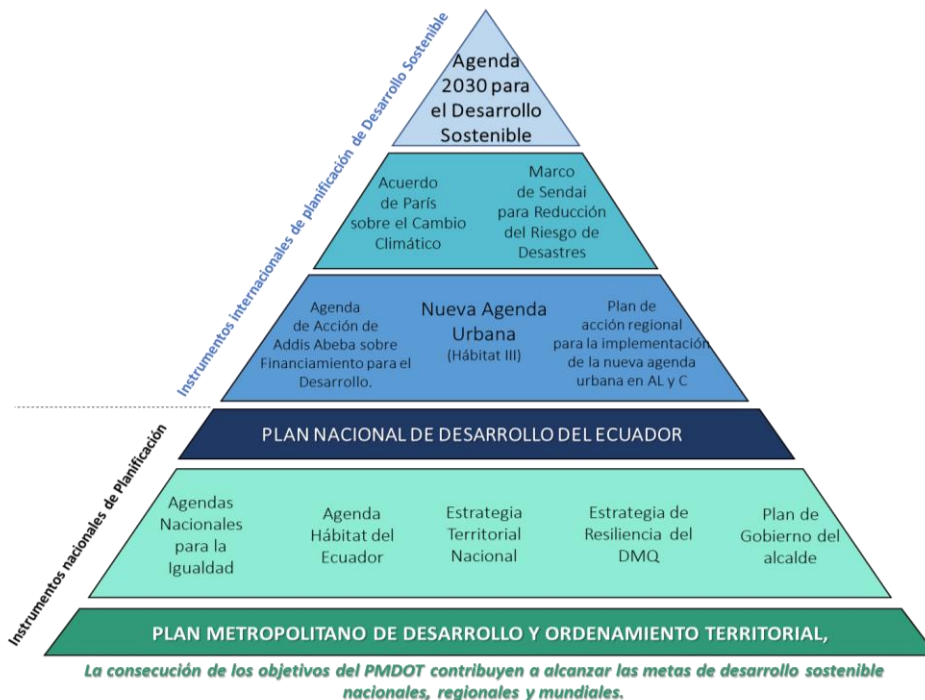 Instrumentos internacionales de planificación de Desarrollo Sostenible
Agenda
2030 para
el Desarrollo
Sostenible
Acuerdo
de París
sobre el Cambio
Climático
Marco
de Sendai
para Reducción
del Riesgo de
Desastres
Agenda
de Acción de
Addis Abeba sobre
Financiamiento para el
Desarrollo.
Nueva Agenda
Urbana
(Hábitat III)
Plan de
acción regional
para la implementación
de la nueva agenda
urbana en AL y C
Instrumentos nacionales de Planificación
PLAN NACIONAL DE DESARROLLO DEL ECUADOR
Agendas
Nacionales
para la
Igualdad
Agenda
Hábitat del
Ecuador
Estrategia
Territorial
Nacional
Estrategia de
Resiliencia del
DMQ
Plan de
Gobierno del
alcalde
PLAN METROPOLITANO DE DESARROLLO Y ORDENAMIENTO TERRITORIAL,
La consecución de los objetivos del PMDOT contribuyen a alcanzar las metas de desarrollo sostenible
nacionales, regionales y mundiales.